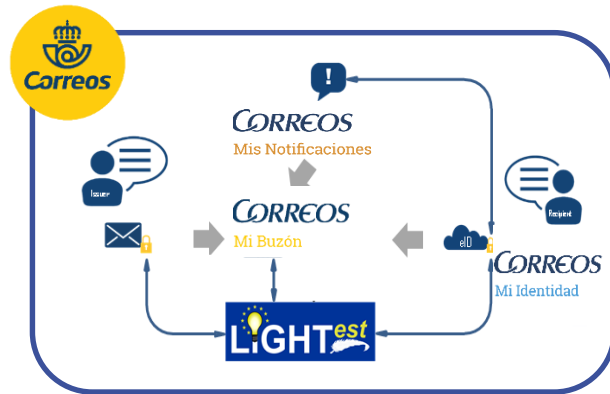 Correos
!
CORREOS
Mis Notificaciones
Issuer
CORREOS
Mi Buzón
Recipient
eID
CORREOS
Mi Identidad
LiGHTest